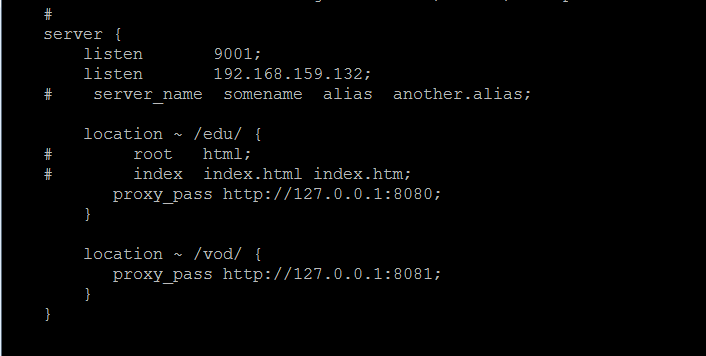 #
server {
    listen       9001;
    listen       192.168.159.132;
#    server_name  somename  alias  another.alias;
    location ~ /edu/ {
#        root   html;
#        index  index.html index.htm;
       proxy_pass http://127.0.0.1:8080;
    }
    location ~ /vod/ {
       proxy_pass http://127.0.0.1:8081;
    }
}